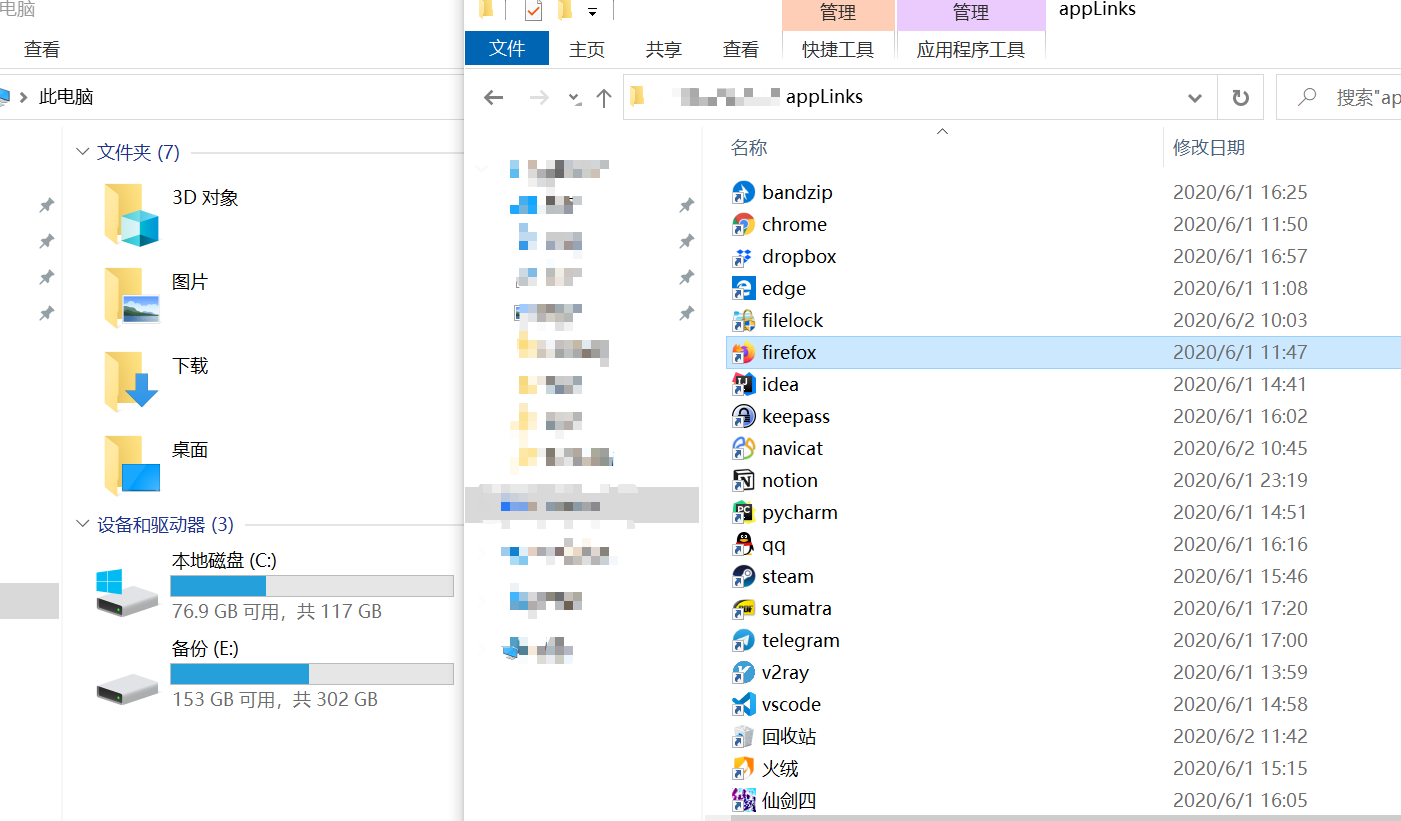 电脑
查看
此电脑
文件夹 (7)
3D 对象
图片
下载
桌面
设备和驱动器 (3)
本地磁盘 (C:)
76.9 GB 可用，共 117 GB
备份 (E:)
153 GB 可用，共 302 GB
管理 管理 appLinks
文件 主页 共享 查看 快捷工具 应用程序工具
appLinks 搜索"ap
名称 修改日期
bandzip 2020/6/1 16:25
chrome 2020/6/1 11:50
dropbox 2020/6/1 16:57
edge 2020/6/1 11:08
filelock 2020/6/2 10:03
firefox 2020/6/1 11:47
idea 2020/6/1 14:41
keepass 2020/6/1 16:02
navicat 2020/6/2 10:45
notion 2020/6/1 23:19
pycharm 2020/6/1 14:51
qq 2020/6/1 16:16
steam 2020/6/1 15:46
sumatra 2020/6/1 17:20
telegram 2020/6/1 17:00
v2ray 2020/6/1 13:59
vscode 2020/6/1 14:58
回收站 2020/6/2 11:42
火绒 2020/6/1 15:15
仙剑四 2020/6/1 16:05